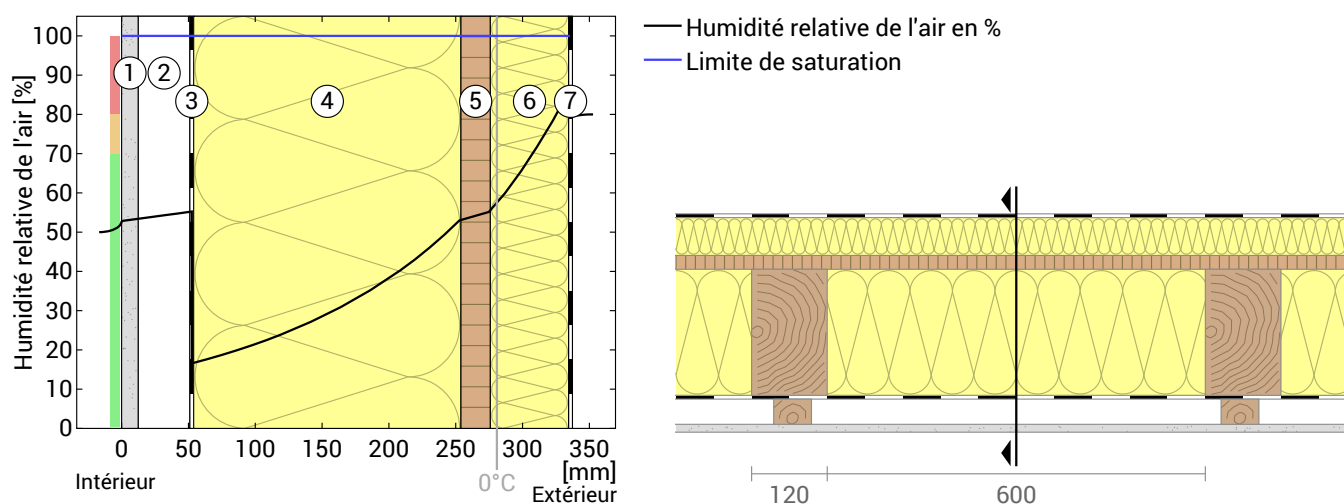 Humidité relative de l'air [%]
100
90
80
70
60
50
40
30
20
10
0
1
2
3
4
5
6
7
0 50 100 150 200 250 300 350
[mm]
Intérieur
0°C
Extérieur
Humidité relative de l'air en %
Limite de saturation
120 600